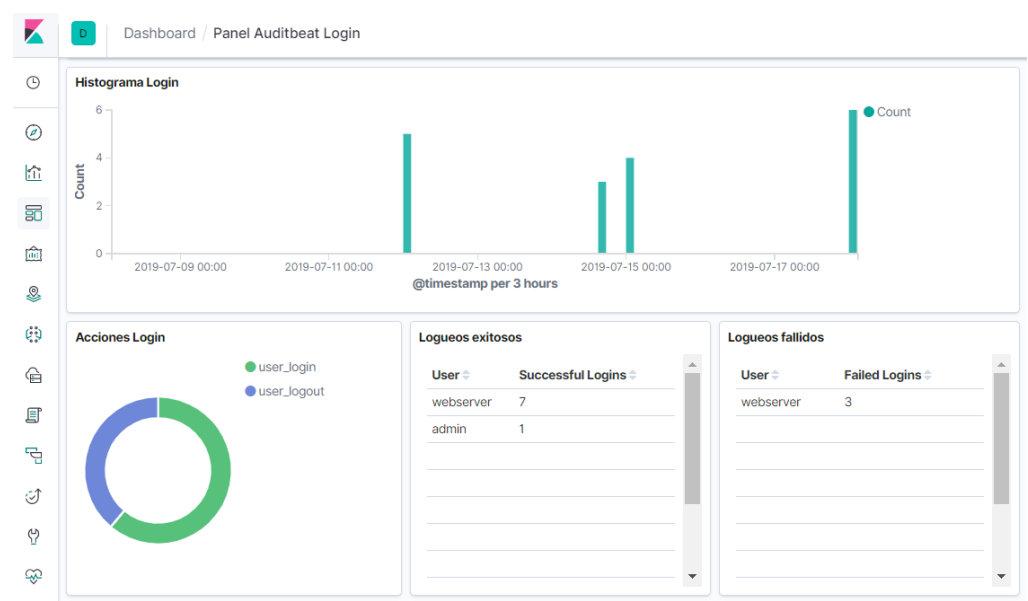 D
Dashboard / Panel Auditbeat Login
Histograma Login
6
4
2
0
Count
Count
2019-07-09 00:00 2019-07-11 00:00 2019-07-13 00:00 2019-07-15 00:00 2019-07-17 00:00
@timestamp per 3 hours
Acciones Login
user_login
user_logout
Logueos exitosos
User Successful Logins
webserver 7
admin 1
Logueos fallidos
User Failed Logins
webserver 3